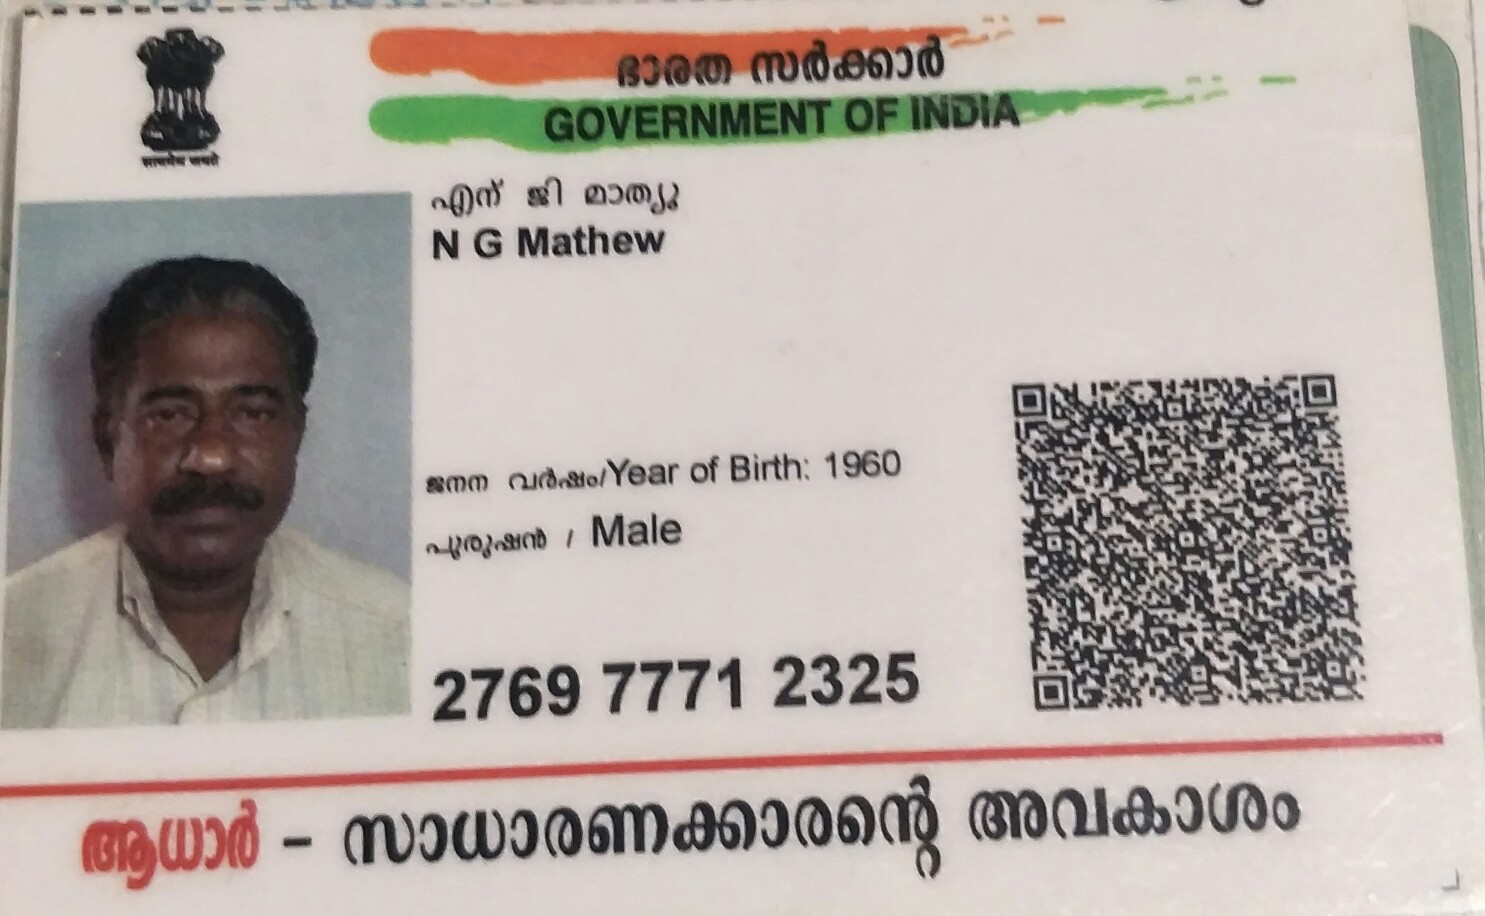 ഭാരത സർക്കാർ
GOVERNMENT OF INDIA
सत्यमेव जयते
എന് ജി മാത്യൂ
N G Mathew
ജനന വർഷം/Year of Birth: 1960
പുരുഷൻ / Male
2769 7771 2325
ആധാർ – സാധാരണക്കാരന്റെ അവകാശം